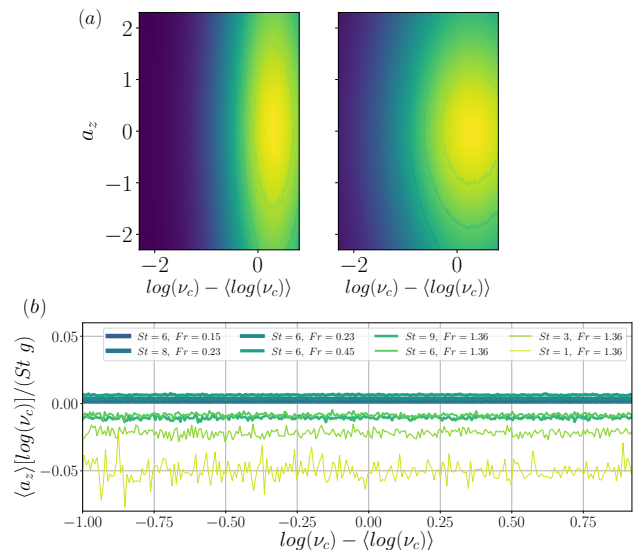 (a)
2
1
0
−1
−2
a_z
−2 0
−2 0
log(ν_c) − ⟨log(ν_c)⟩ log(ν_c) − ⟨log(ν_c)⟩
(b)
0.05
0.00
−0.05
⟨a_z⟩[log(ν_c)]/(St g)
St = 6, Fr = 0.15 St = 6, Fr = 0.23 St = 9, Fr = 1.36 St = 3, Fr = 1.36
St = 8, Fr = 0.23 St = 6, Fr = 0.45 St = 6, Fr = 1.36 St = 1, Fr = 1.36
−1.00 −0.75 −0.50 −0.25 0.00 0.25 0.50 0.75
log(ν_c) − ⟨log(ν_c)⟩